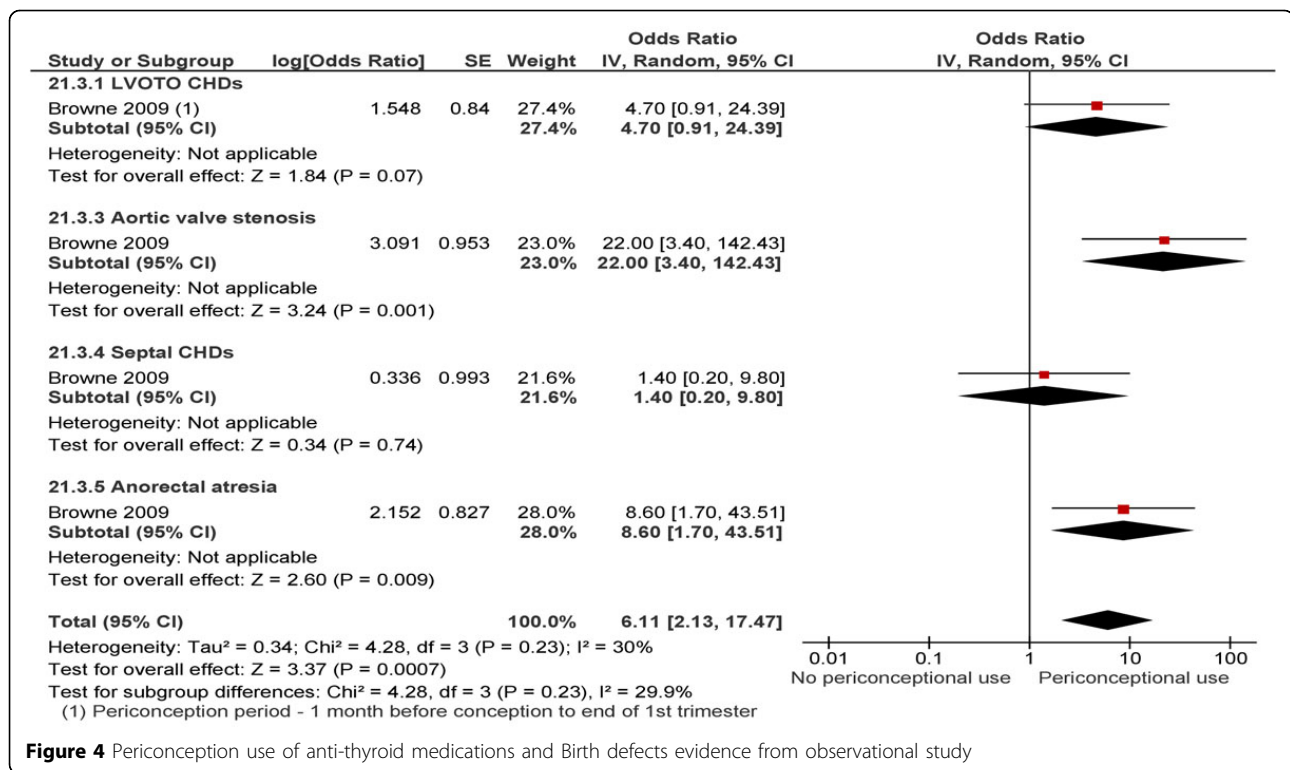 Odds Ratio Odds Ratio
Study or Subgroup log[Odds Ratio] SE Weight IV, Random, 95% CI IV, Random, 95% CI
21.3.1 LVOTO CHDs
Browne 2009 (1) 1.548 0.84 27.4% 4.70 [0.91, 24.39]
Subtotal (95% CI) 27.4% 4.70 [0.91, 24.39]
Heterogeneity: Not applicable
Test for overall effect: Z = 1.84 (P = 0.07)
21.3.3 Aortic valve stenosis
Browne 2009 3.091 0.953 23.0% 22.00 [3.40, 142.43]
Subtotal (95% CI) 23.0% 22.00 [3.40, 142.43]
Heterogeneity: Not applicable
Test for overall effect: Z = 3.24 (P = 0.001)
21.3.4 Septal CHDs
Browne 2009 0.336 0.993 21.6% 1.40 [0.20, 9.80]
Subtotal (95% CI) 21.6% 1.40 [0.20, 9.80]
Heterogeneity: Not applicable
Test for overall effect: Z = 0.34 (P = 0.74)
21.3.5 Anorectal atresia
Browne 2009 2.152 0.827 28.0% 8.60 [1.70, 43.51]
Subtotal (95% CI) 28.0% 8.60 [1.70, 43.51]
Heterogeneity: Not applicable
Test for overall effect: Z = 2.60 (P = 0.009)
Total (95% CI) 100.0% 6.11 [2.13, 17.47]
Heterogeneity: Tau² = 0.34; Chi² = 4.28, df = 3 (P = 0.23); I² = 30%
Test for overall effect: Z = 3.37 (P = 0.0007)
Test for subgroup differences: Chi² = 4.28, df = 3 (P = 0.23), I² = 29.9%
(1) Periconception period - 1 month before conception to end of 1st trimester
0.01 0.1 1 10 100
No periconceptional use Periconceptional use
Figure 4 Periconception use of anti-thyroid medications and Birth defects evidence from observational study